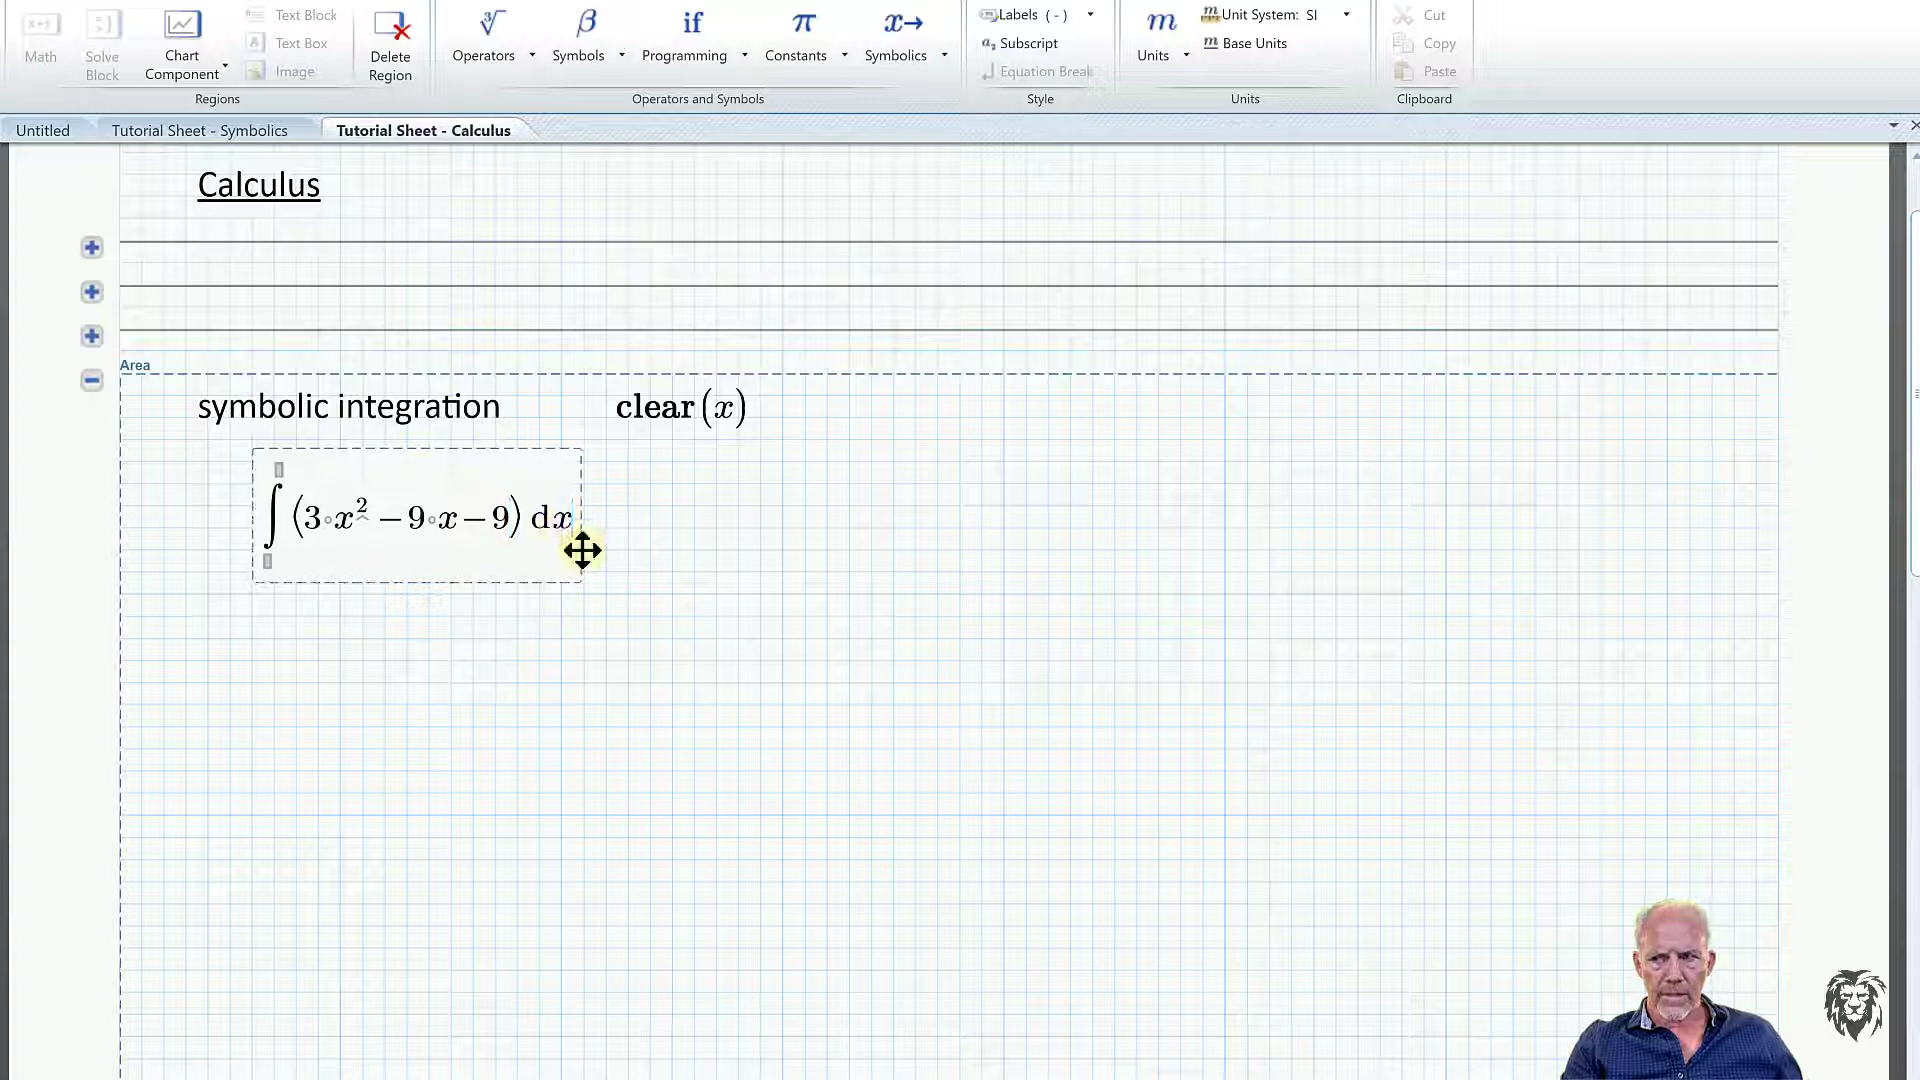 Math
Solve Block
Chart Component
Text Block
Text Box
Image
Delete Region
Regions
Operators
Symbols
Programming
Constants
Symbolics
Operators and Symbols
Labels ( - )
Subscript
Equation Break
Style
Units
Unit System: SI
Base Units
Units
Cut
Copy
Paste
Clipboard
Untitled
Tutorial Sheet - Symbolics
Tutorial Sheet - Calculus
Calculus
Area
symbolic integration clear(x)
∫ (3∘x² − 9∘x − 9) dx